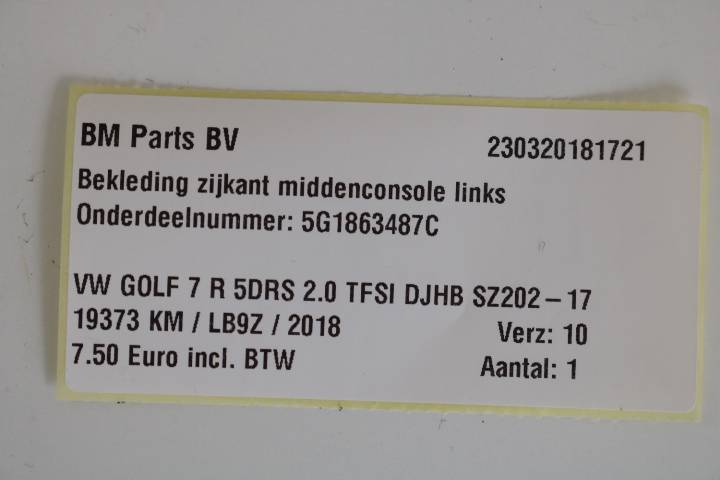 BM Parts BV 230320181721
Bekleding zijkant middenconsole links
Onderdeelnummer: 5G1863487C
VW GOLF 7 R 5DRS 2.0 TFSI DJHB SZ202-17
19373 KM / LB9Z / 2018 Verz: 10
7.50 Euro incl. BTW Aantal: 1